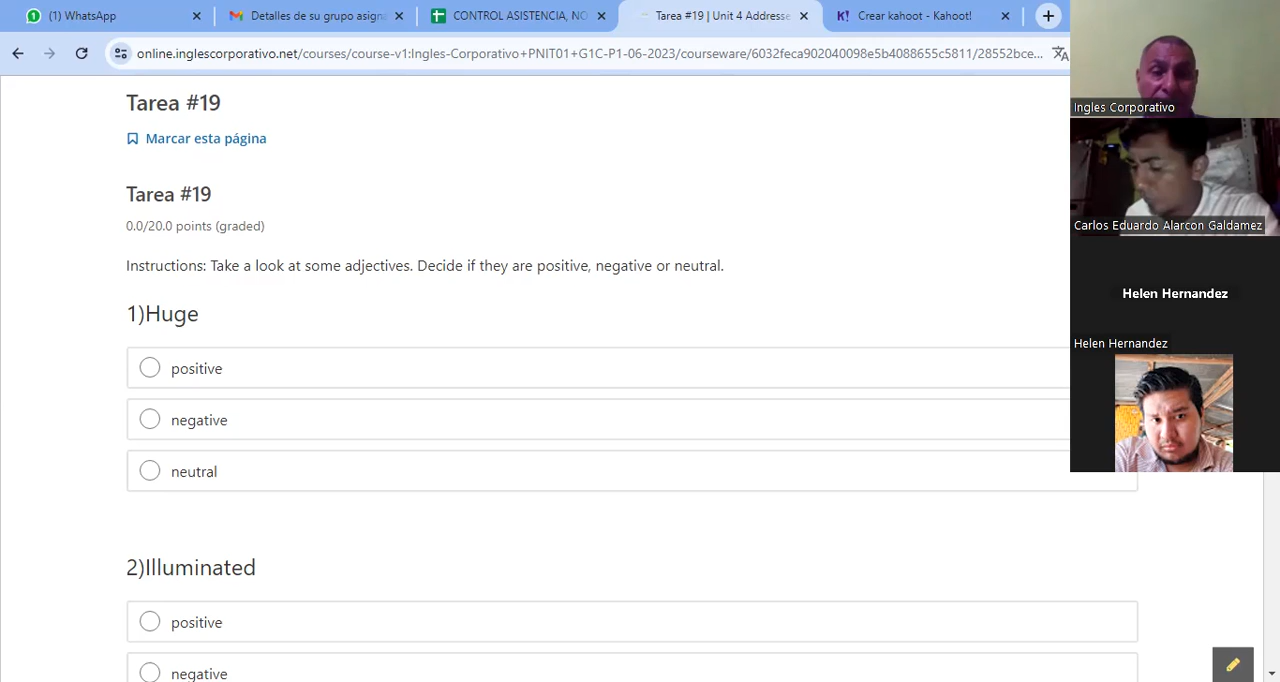 (1) WhatsApp
Detalles de su grupo asigna
CONTROL ASISTENCIA, NO
Tarea #19 | Unit 4 Addresse
K! Crear kahoot - Kahoot!
online.inglescorporativo.net/courses/course-v1:Ingles-Corporativo+PNIT01+G1C-P1-06-2023/courseware/6032feca902040098e5b4088655c5811/28552bce...
Tarea #19
Marcar esta página
Tarea #19
0.0/20.0 points (graded)
Instructions: Take a look at some adjectives. Decide if they are positive, negative or neutral.
1)Huge
positive
negative
neutral
2)Illuminated
positive
negative
Ingles Corporativo
Carlos Eduardo Alarcon Galdamez
Helen Hernandez
Helen Hernandez